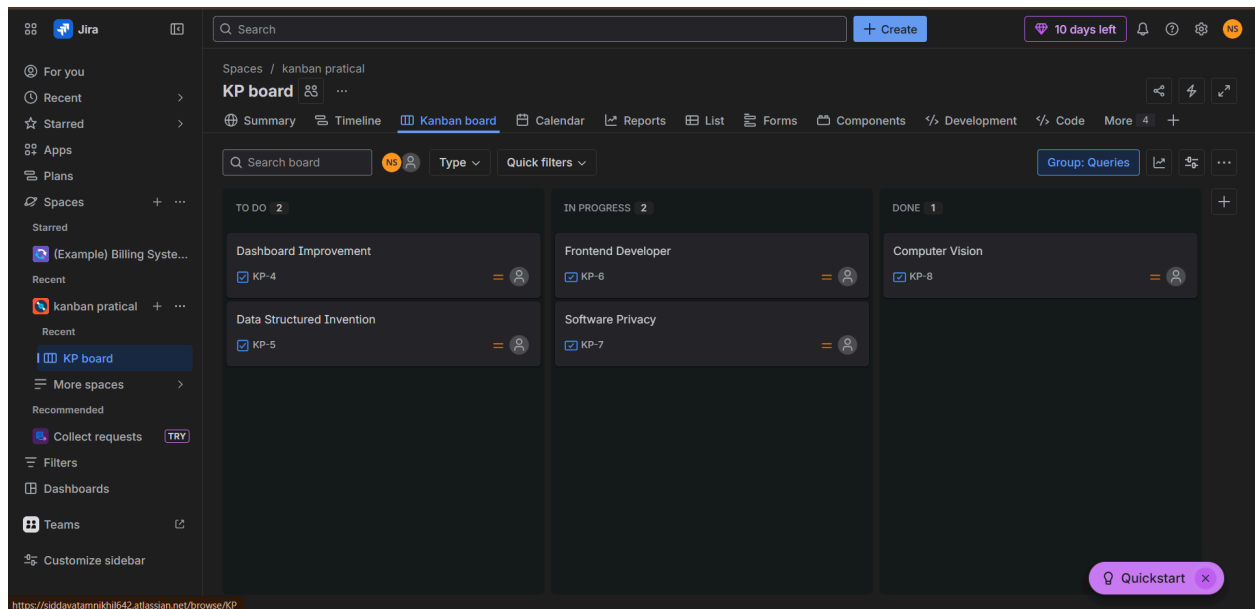 Jira
Search
+ Create
10 days left
NS
For you
Recent
Starred
Apps
Plans
Spaces
Starred
(Example) Billing Syste...
Recent
kanban pratical
Recent
KP board
More spaces
Recommended
Collect requests TRY
Filters
Dashboards
Teams
Customize sidebar
Spaces / kanban pratical
KP board
Summary Timeline Kanban board Calendar Reports List Forms Components Development Code More 4
Search board NS Type Quick filters Group: Queries
TO DO 2
Dashboard Improvement
KP-4
Data Structured Invention
KP-5
IN PROGRESS 2
Frontend Developer
KP-6
Software Privacy
KP-7
DONE 1
Computer Vision
KP-8
Quickstart
https://siddavatamnikhil642.atlassian.net/browse/KP